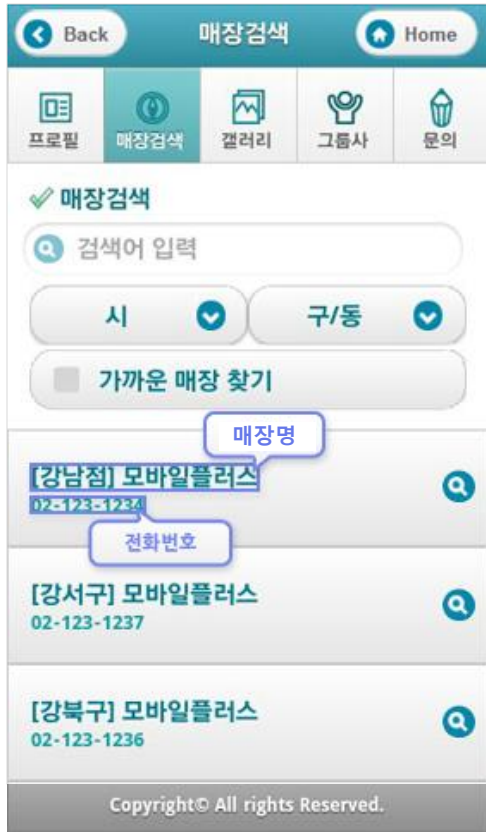 Back 매장검색 Home
프로필 매장검색 갤러리 그룹사 문의
매장검색
검색어 입력
시 구/동
가까운 매장 찾기
매장명
[강남점] 모바일플러스
02-123-1234
전화번호
[강서구] 모바일플러스
02-123-1237
[강북구] 모바일플러스
02-123-1236
Copyright© All rights Reserved.